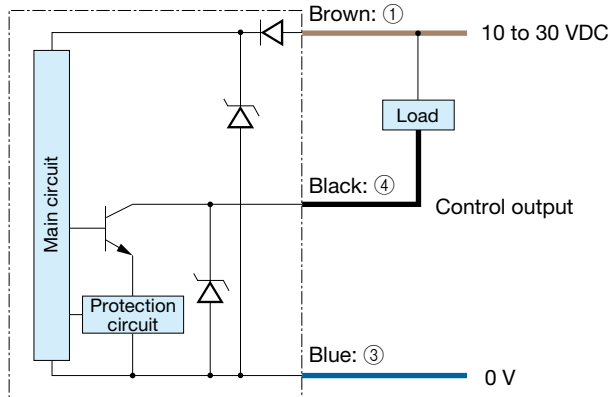 Brown: ①
10 to 30 VDC
Load
Main circuit
Black: ④
Control output
Protection
circuit
Blue: ③
0 V